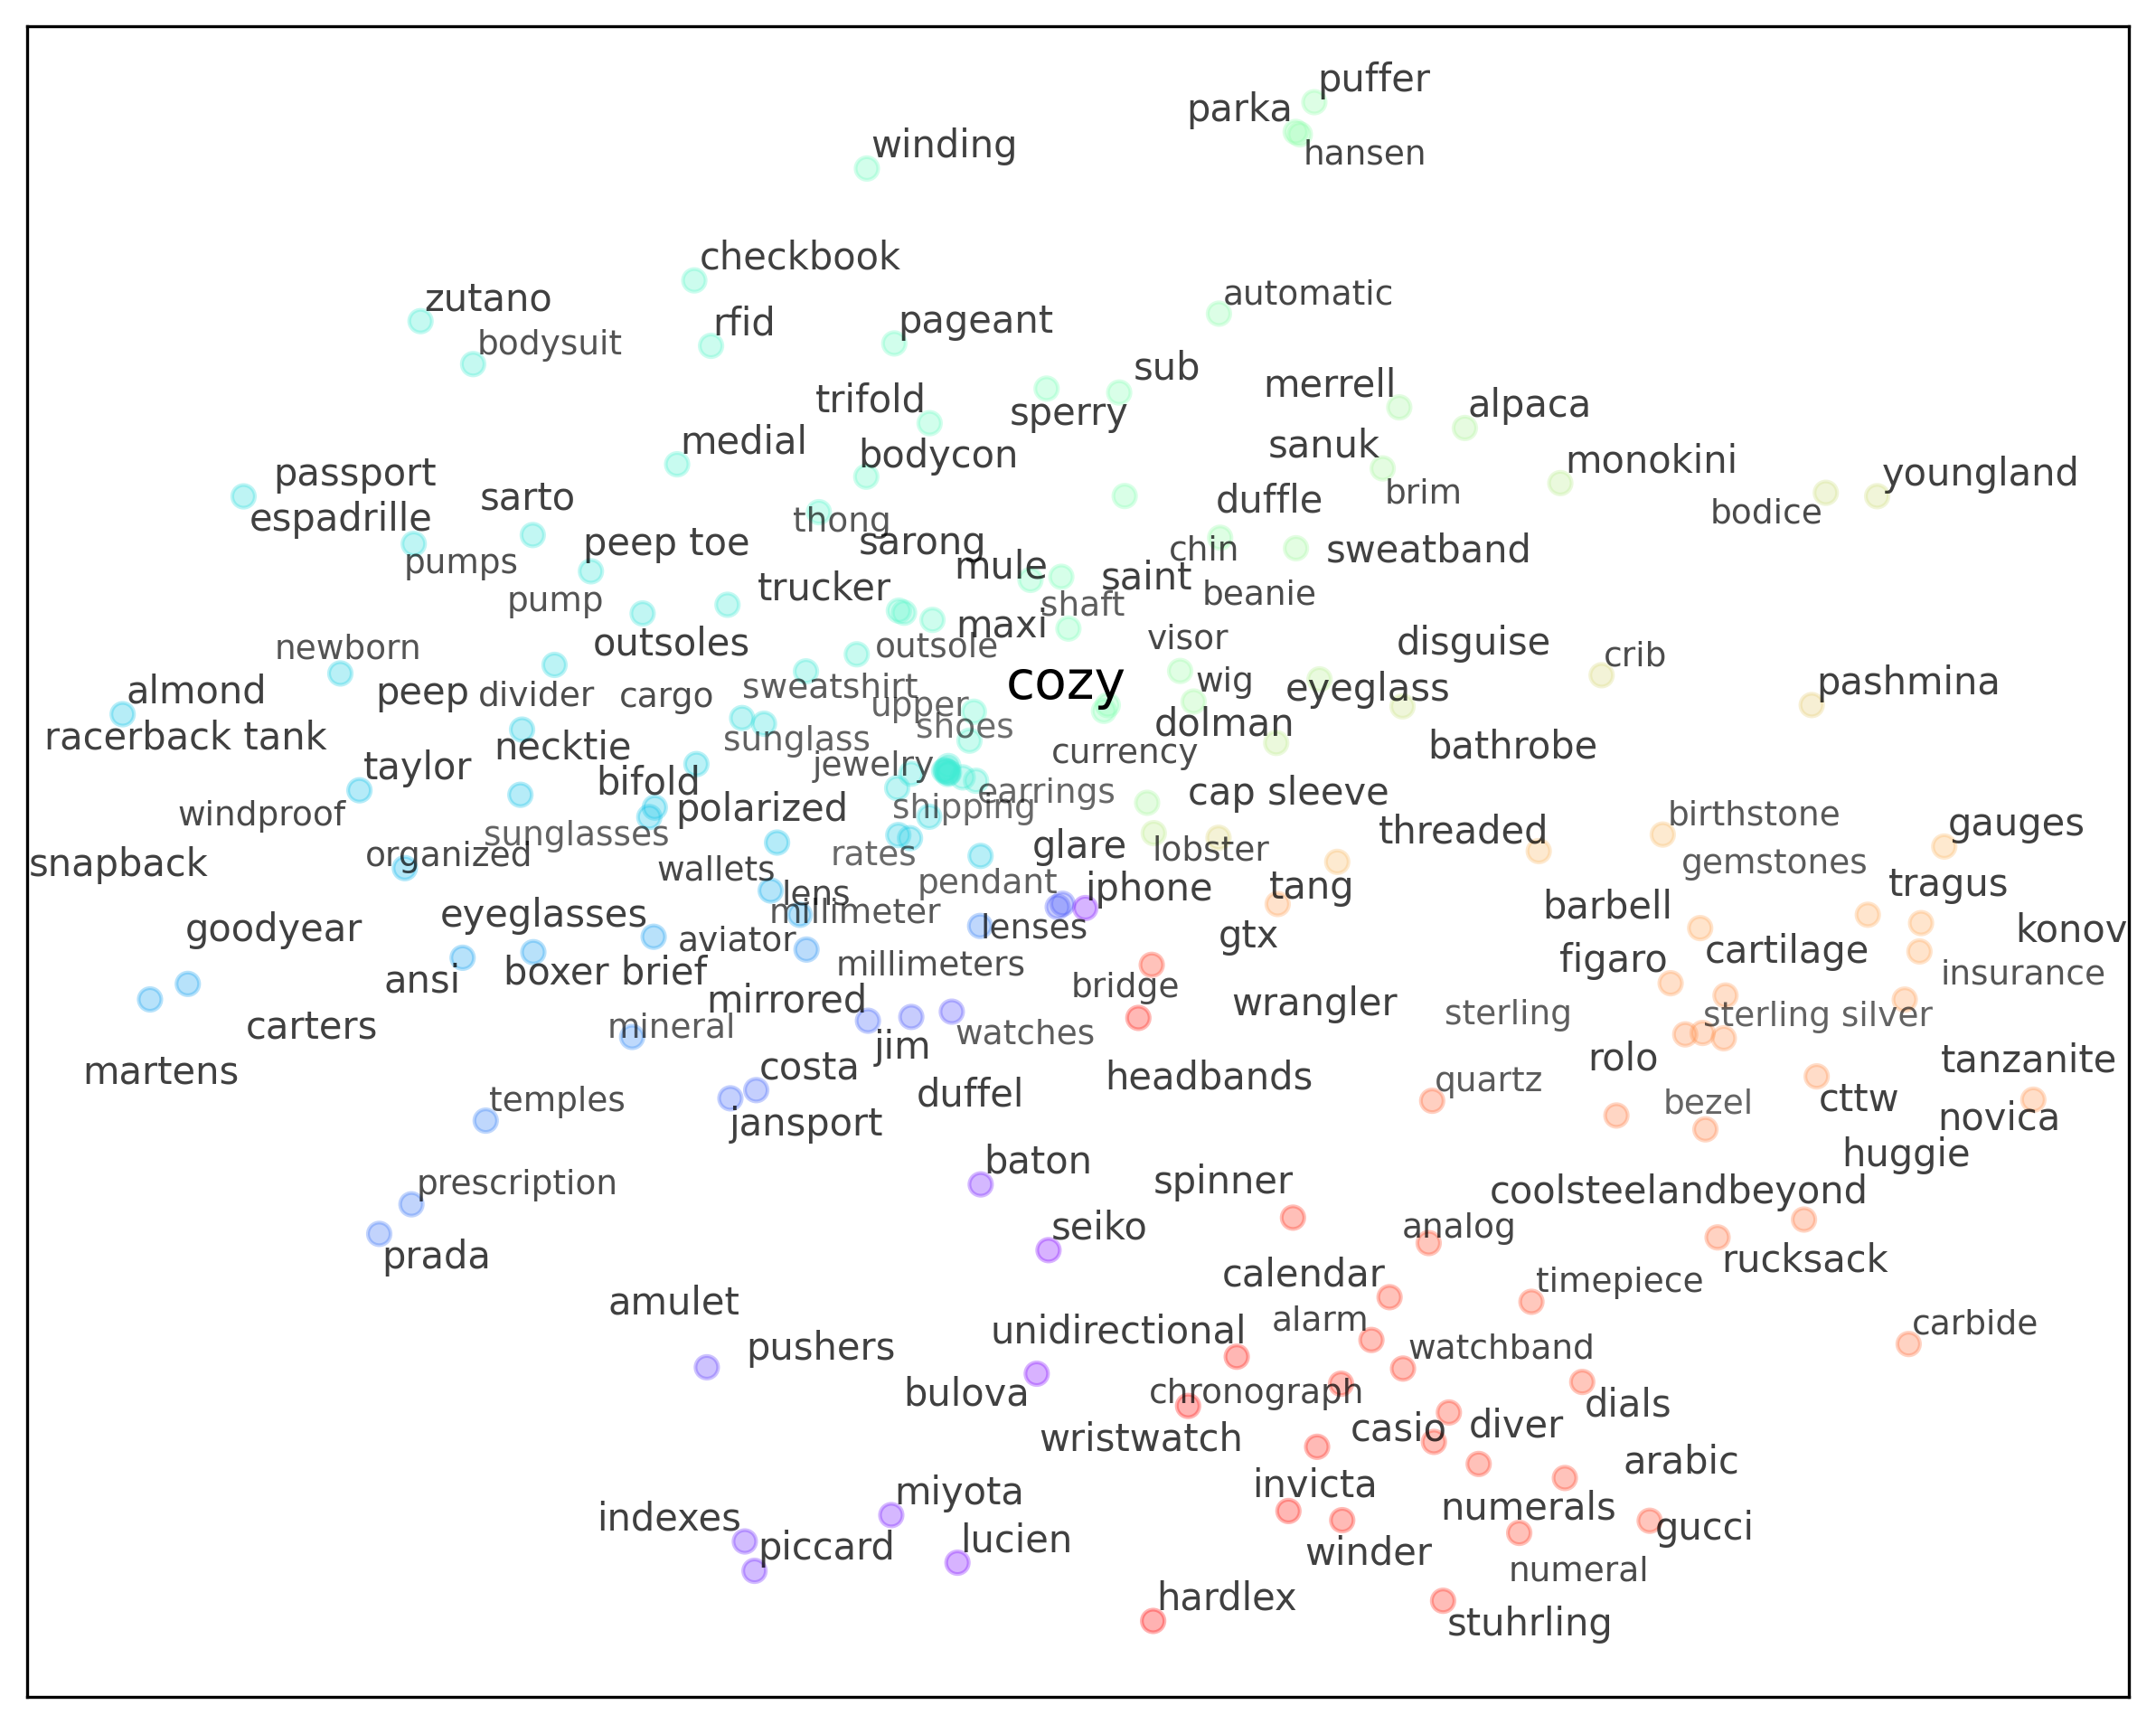 puffer
parka
winding
hansen
checkbook
automatic
zutano
rfid
pageant
bodysuit
sub
merrell
trifold
sperry
alpaca
medial
sanuk
bodycon
monokini
passport
youngland
brim
sarto
duffle
bodice
espadrille
thong
sarong
peep toe
chin
sweatband
pumps
mule
saint
trucker
beanie
pump
shaft
maxi
visor
disguise
outsoles
outsole
newborn
crib
cozy
wig
pashmina
almond
peep
divider
cargo
sweatshirt
eyeglass
upper
dolman
shoes
racerback tank
necktie
sunglass
currency
bathrobe
taylor
jewelry
bifold
earrings
cap sleeve
windproof
polarized
shipping
birthstone
gauges
sunglasses
threaded
glare
lobster
organized
rates
snapback
wallets
gemstones
lens
pendant
iphone
tang
tragus
eyeglasses
millimeter
barbell
goodyear
aviator
lenses
gtx
konov
cartilage
figaro
millimeters
boxer brief
ansi
insurance
bridge
mirrored
wrangler
sterling
sterling silver
carters
mineral
watches
jim
rolo
tanzanite
martens
costa
headbands
quartz
duffel
temples
bezel
cttw
jansport
novica
huggie
baton
spinner
prescription
coolsteelandbeyond
seiko
analog
prada
rucksack
calendar
timepiece
amulet
alarm
unidirectional
carbide
pushers
watchband
bulova
chronograph
dials
casio
diver
wristwatch
arabic
invicta
miyota
numerals
indexes
gucci
piccard
lucien
winder
numeral
hardlex
stuhrling